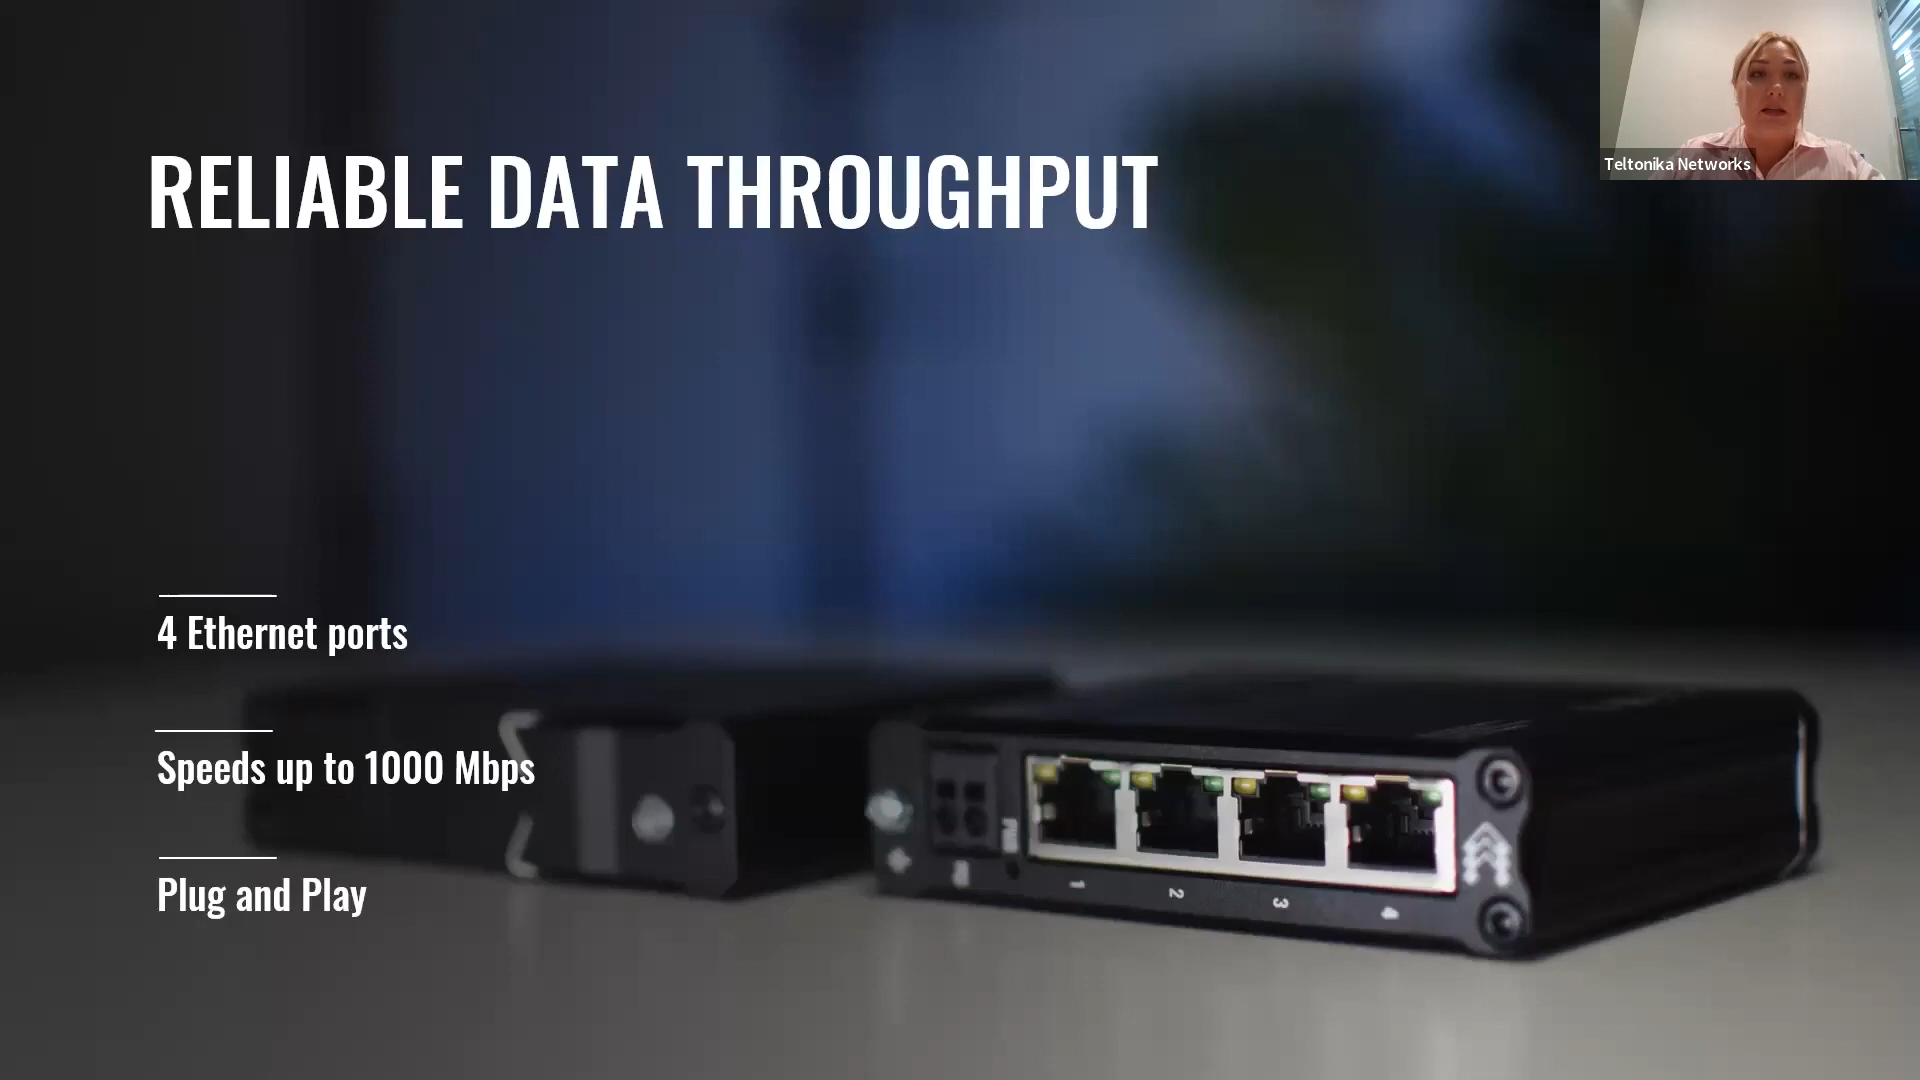 RELIABLE DATA THROUGHPUT
Teltonika Networks
4 Ethernet ports
Speeds up to 1000 Mbps
Plug and Play
PWR
1
2
3
4